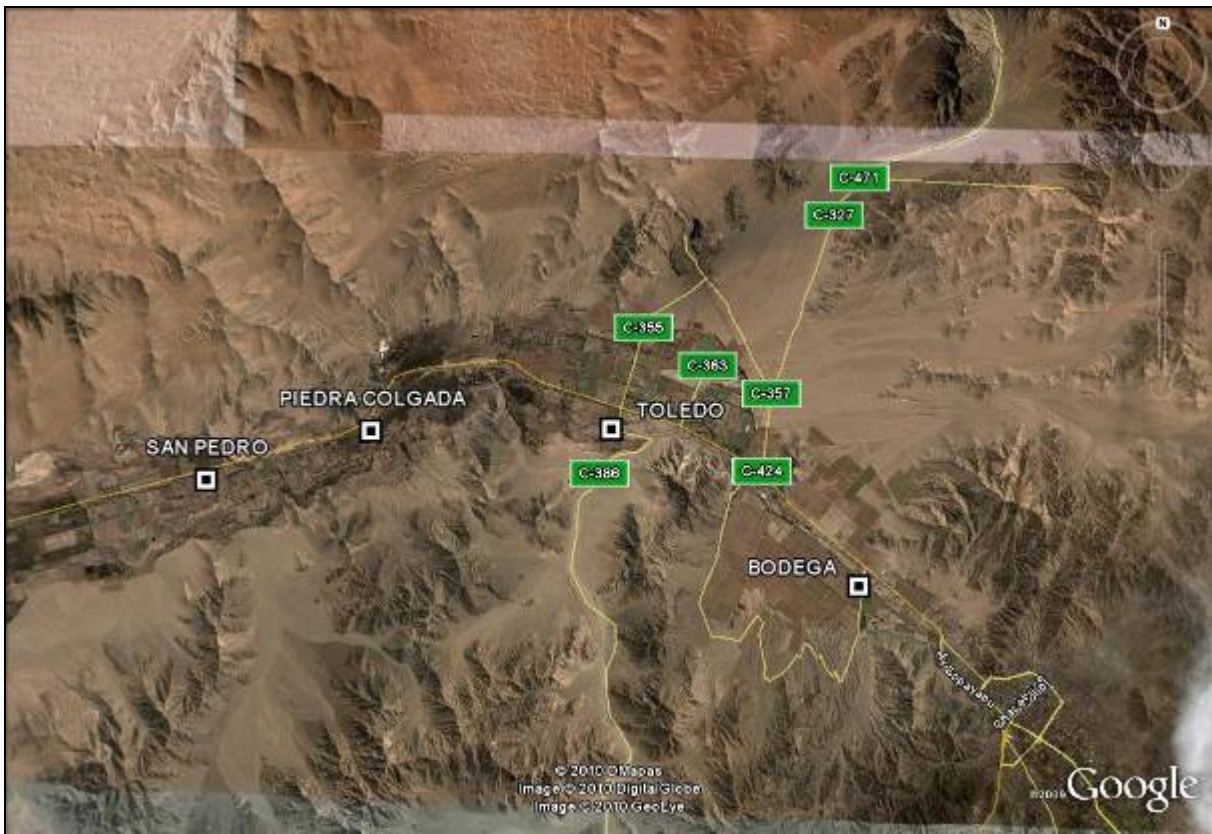 N
C-471
C-327
C-355
C-363
C-357
PIEDRA COLGADA
TOLEDO
SAN PEDRO
C-386
C-424
BODEGA
© 2010 DMapas
Image © 2010 DigitalGlobe
Image © 2010 GeoEye
©2009 Google